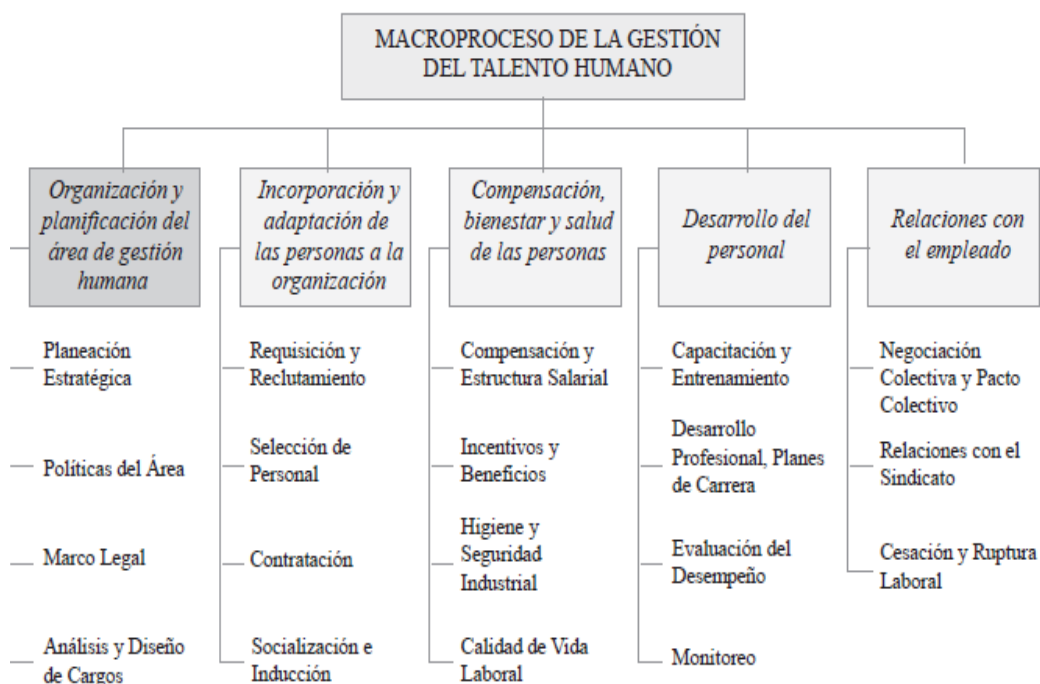 MACROPROCESO DE LA GESTIÓN
DEL TALENTO HUMANO
Organización y
planificación del
área de gestión
humana
Planeación
Estratégica
Políticas del Área
Marco Legal
Análisis y Diseño
de Cargos
Incorporación y
adaptación de
las personas a la
organización
Requisición y
Reclutamiento
Selección de
Personal
Contratación
Socialización e
Inducción
Compensación,
bienestar y salud
de las personas
Compensación y
Estructura Salarial
Incentivos y
Beneficios
Higiene y
Seguridad
Industrial
Calidad de Vida
Laboral
Desarrollo del
personal
Capacitación y
Entrenamiento
Desarrollo
Profesional, Planes
de Carrera
Evaluación del
Desempeño
Monitoreo
Relaciones con
el empleado
Negociación
Colectiva y Pacto
Colectivo
Relaciones con el
Sindicato
Cesación y Ruptura
Laboral